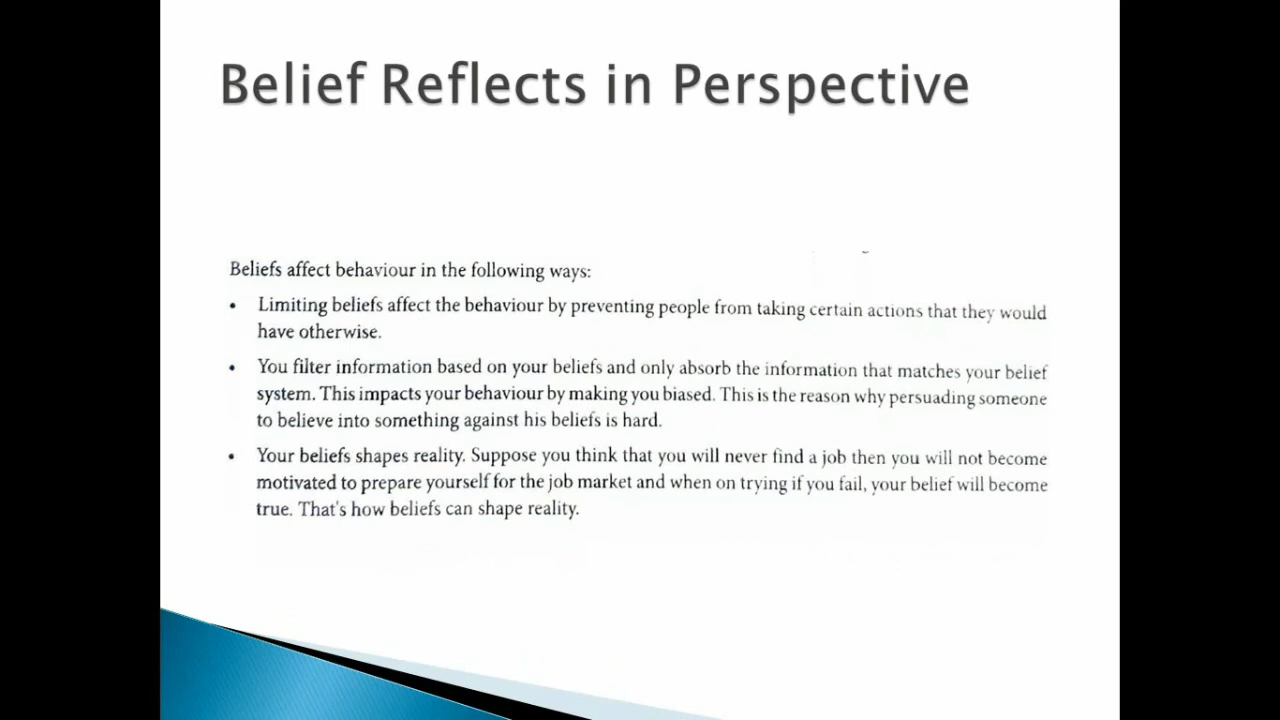 Belief Reflects in Perspective
Beliefs affect behaviour in the following ways:
• Limiting beliefs affect the behaviour by preventing people from taking certain actions that they would
have otherwise.
• You filter information based on your beliefs and only absorb the information that matches your belief
system. This impacts your behaviour by making you biased. This is the reason why persuading someone
to believe into something against his beliefs is hard.
• Your beliefs shapes reality. Suppose you think that you will never find a job then you will not become
motivated to prepare yourself for the job market and when on trying if you fail, your belief will become
true. That's how beliefs can shape reality.